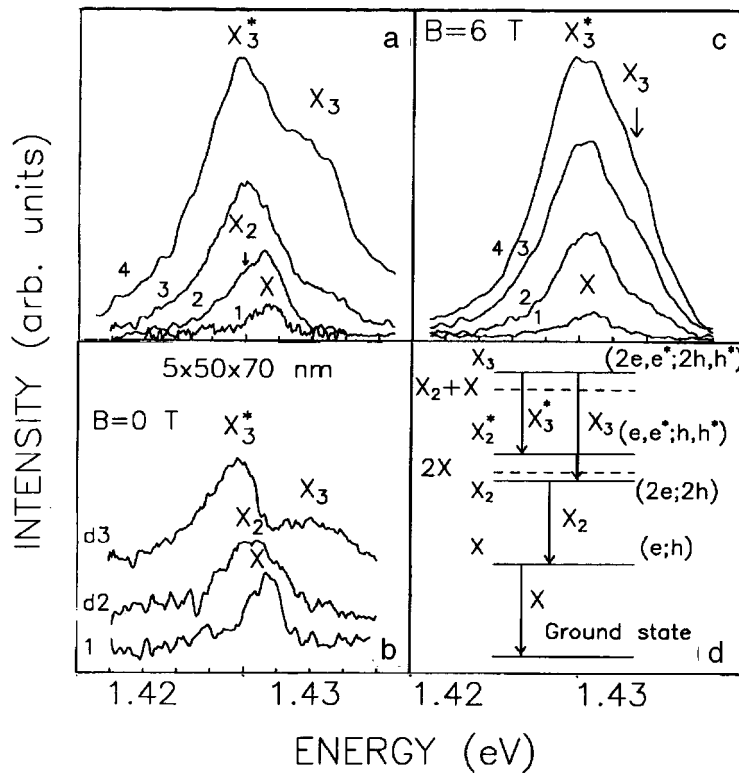 INTENSITY (arb. units)
a
X₃*
X₃
X₂
X
4
3
2
1
c
B=6 T
X₃*
X₃
X
4
3
2
1
5x50x70 nm
B=0 T
X₃*
X₃
X₂
X
d3
d2
1
b
X₃ (2e,e*;2h,h*)
X₂+X
X₃*
X₃
X₂* (e,e*;h,h*)
2X
X₂ (2e;2h)
X₂
X (e;h)
X
Ground state
d
1.42 1.43 1.42 1.43
ENERGY (eV)